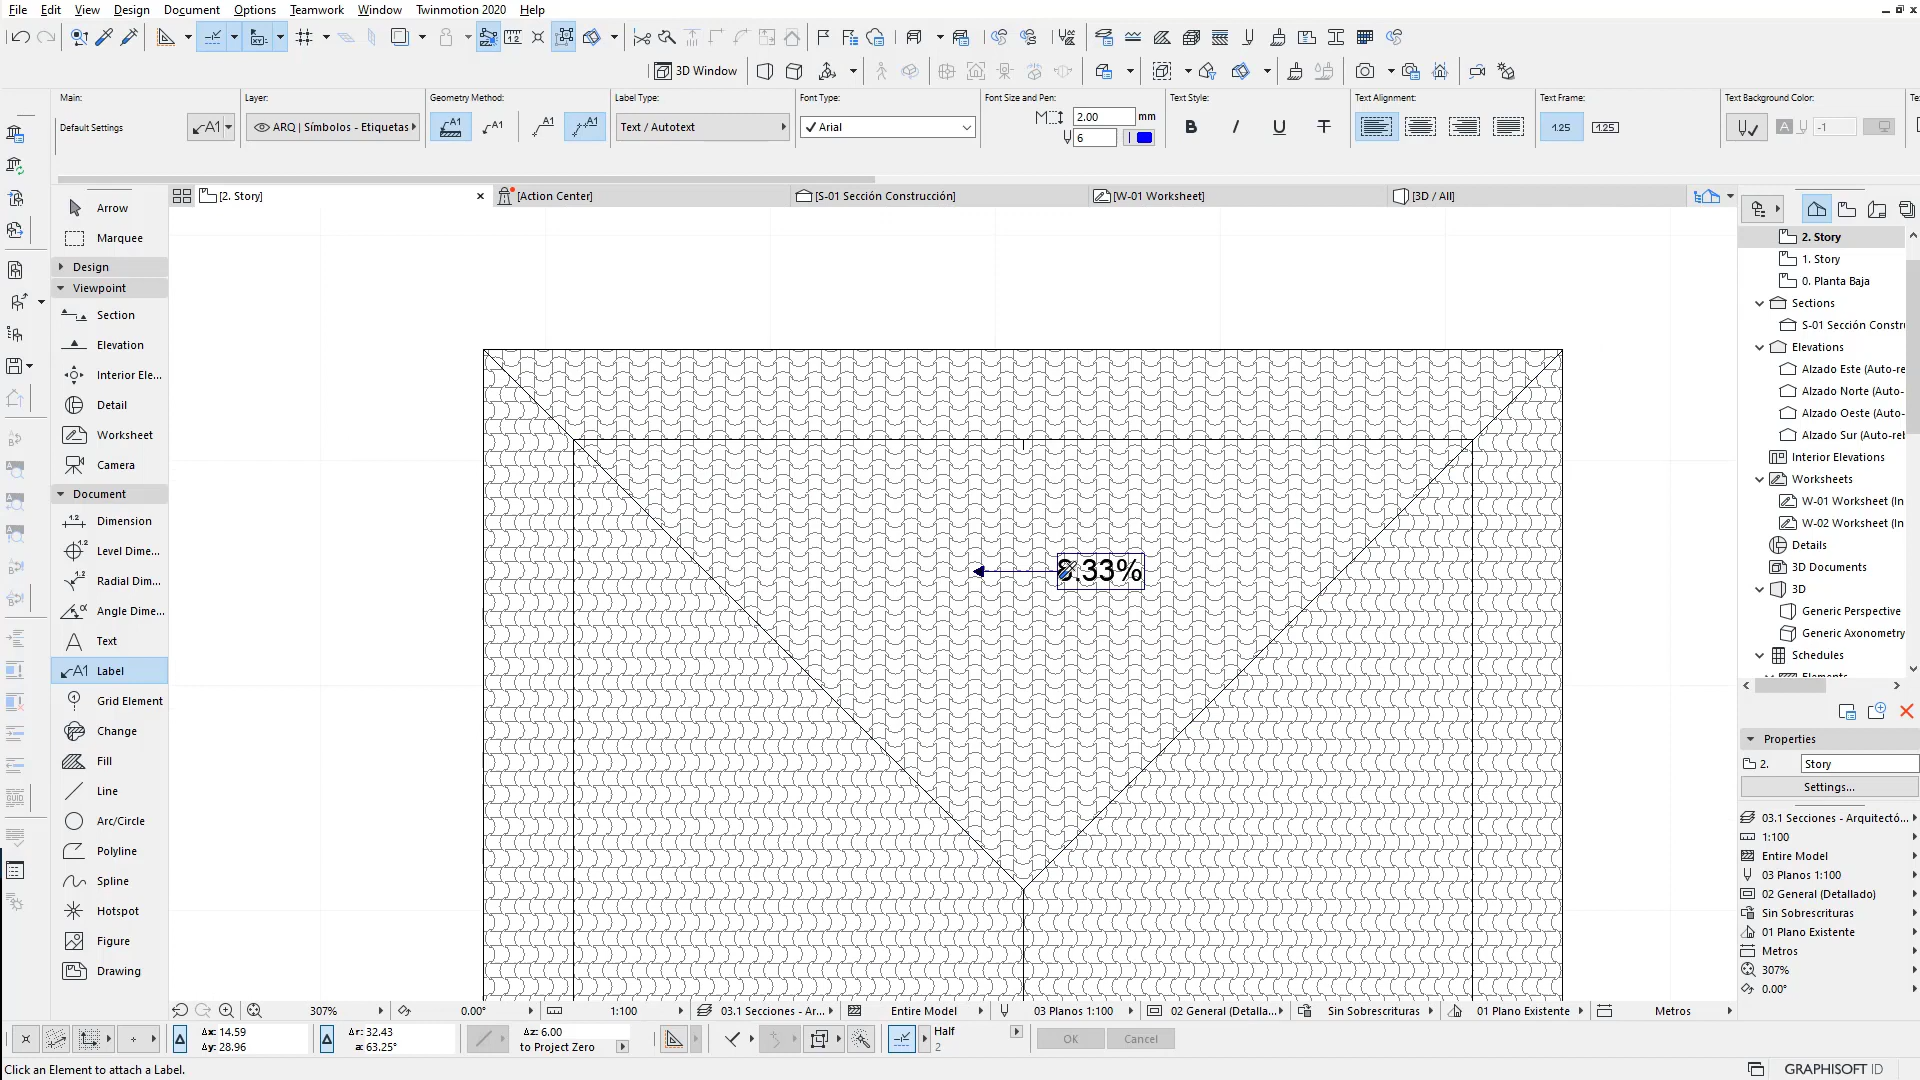 File Edit View Design Document Options Teamwork Window Twinmotion 2020 Help
3D Window
Main:
Default Settings
Layer:
ARQ | Símbolos - Etiquetas
Geometry Method:
Label Type:
Text / Autotext
Font Type:
Arial
Font Size and Pen:
2.00 mm
6
Text Style:
B I U T
Text Alignment:
Text Frame:
1.25 1.25
Text Background Color:
-1
[2. Story]
[Action Center]
[S-01 Sección Construcción]
[W-01 Worksheet]
[3D / All]
Arrow
Marquee
Design
Viewpoint
Section
Elevation
Interior Ele...
Detail
Worksheet
Camera
Document
Dimension
Level Dime...
Radial Dim...
Angle Dime...
Text
Label
Grid Element
Change
Fill
Line
Arc/Circle
Polyline
Spline
Hotspot
Figure
Drawing
8.33%
2. Story
1. Story
0. Planta Baja
Sections
S-01 Sección Constr
Elevations
Alzado Este (Auto-re
Alzado Norte (Auto-
Alzado Oeste (Auto-
Alzado Sur (Auto-reb
Interior Elevations
Worksheets
W-01 Worksheet (In
W-02 Worksheet (In
Details
3D Documents
3D
Generic Perspective
Generic Axonometry
Schedules
Elements
Properties
2. Story
Settings...
03.1 Secciones - Arquitectó...
1:100
Entire Model
03 Planos 1:100
02 General (Detallado)
Sin Sobrescrituras
01 Plano Existente
Metros
307%
0.00°
307% 0.00° 1:100 03.1 Secciones - Ar... Entire Model 03 Planos 1:100 02 General (Detallada... Sin Sobrescrituras 01 Plano Existente Metros
Δx: 14.59
Δy: 28.96
Δr: 32.43
a: 63.25°
Δz: 6.00
to Project Zero
Half
2
OK
Cancel
Click an Element to attach a Label.
GRAPHISOFT ID